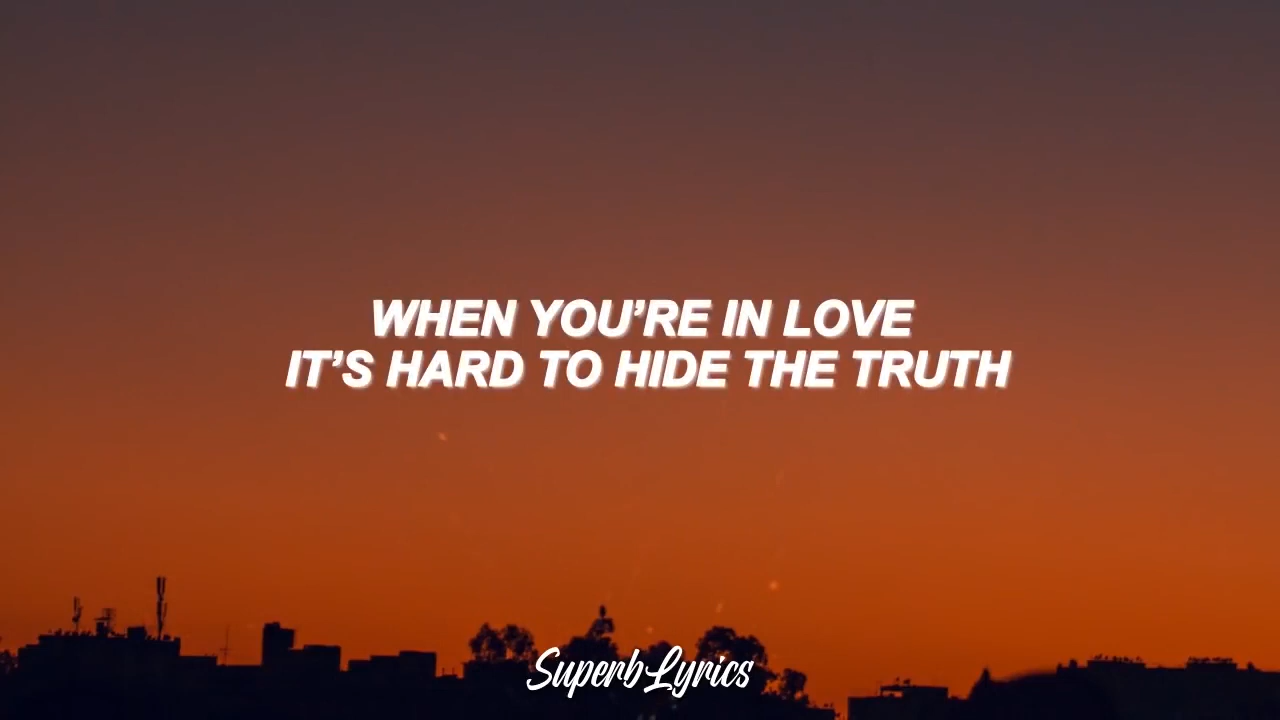 WHEN YOU’RE IN LOVE
IT’S HARD TO HIDE THE TRUTH
SuperbLyrics